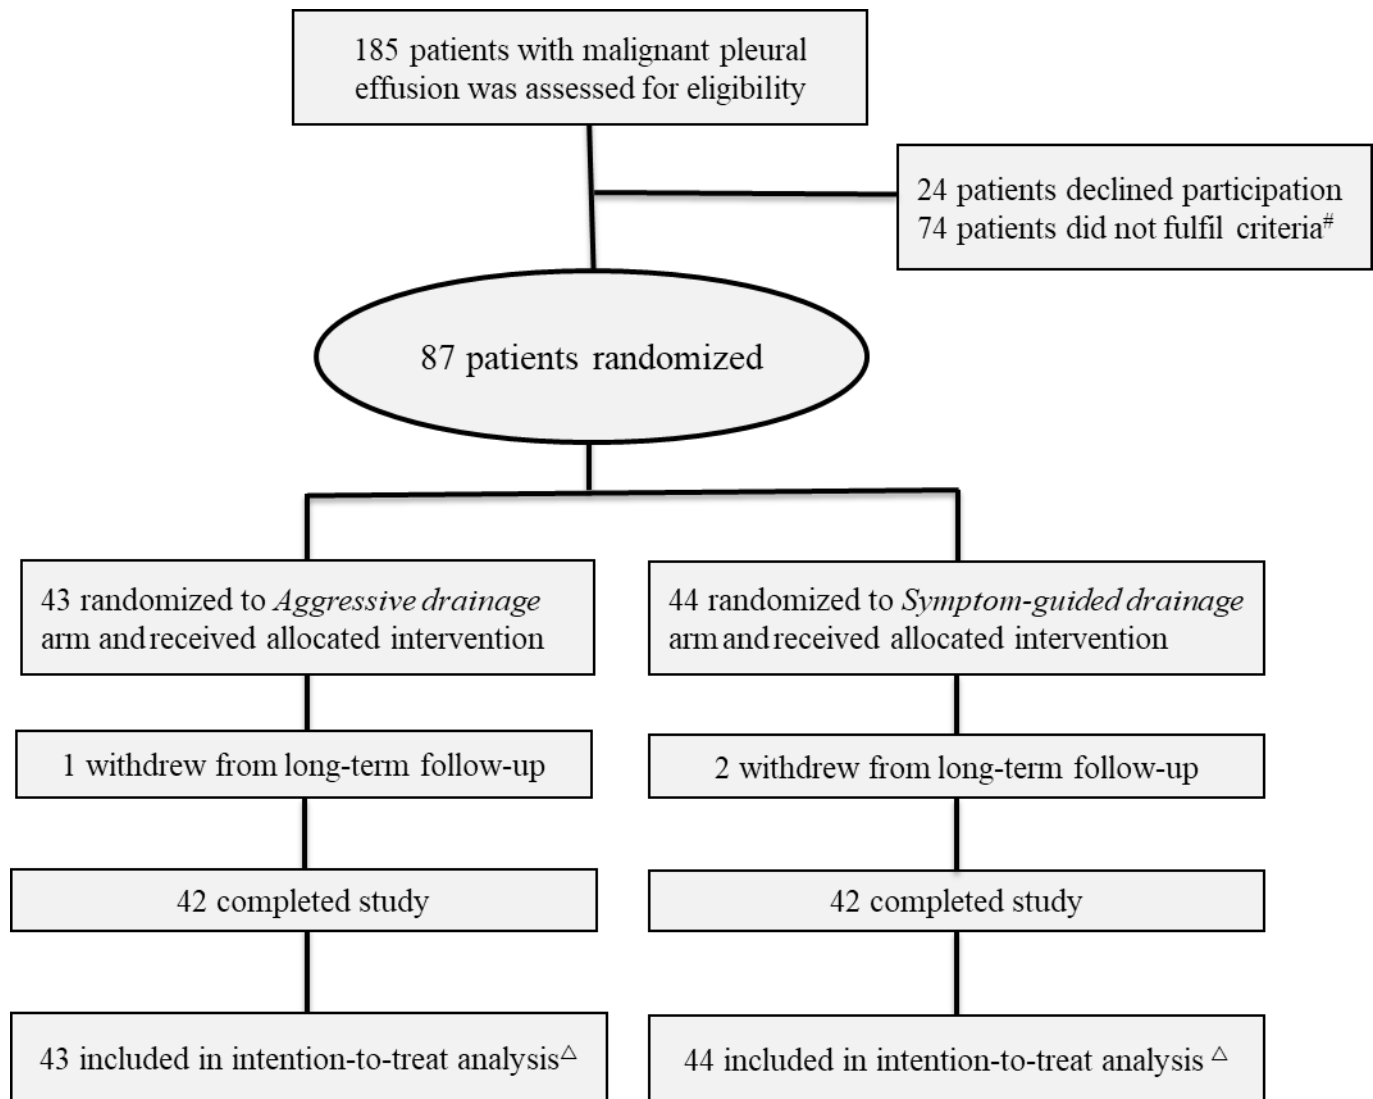 185 patients with malignant pleural
effusion was assessed for eligibility
24 patients declined participation
74 patients did not fulfil criteria#
87 patients randomized
43 randomized to Aggressive drainage
arm and received allocated intervention
44 randomized to Symptom-guided drainage
arm and received allocated intervention
1 withdrew from long-term follow-up
2 withdrew from long-term follow-up
42 completed study
42 completed study
43 included in intention-to-treat analysis△
44 included in intention-to-treat analysis △